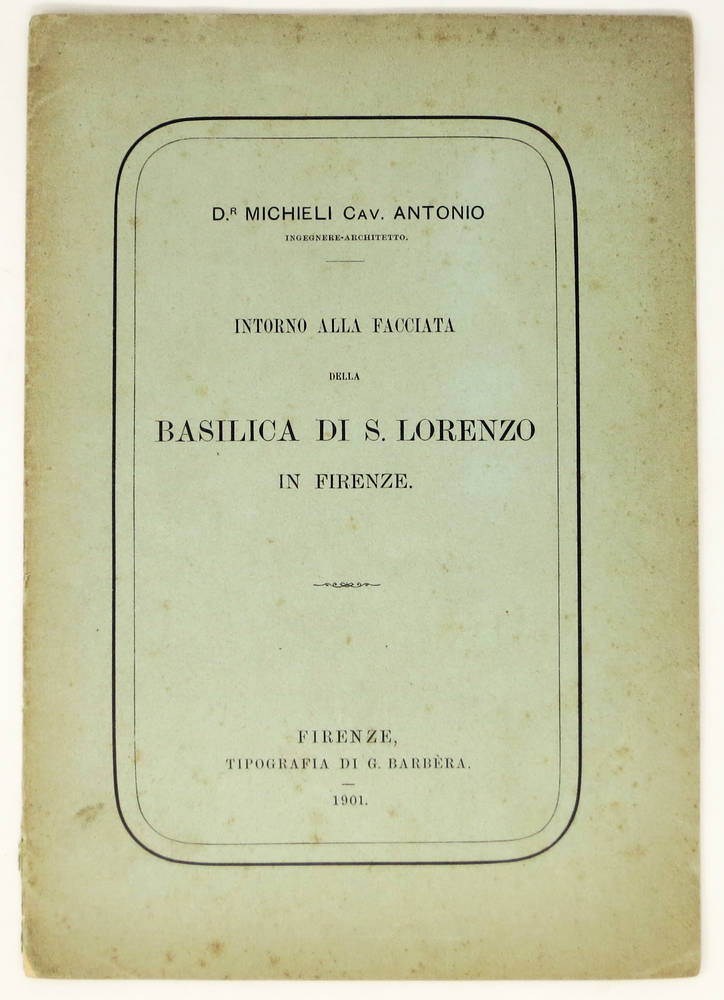 D.ʳ MICHIELI CAV. ANTONIO
INGEGNERE-ARCHITETTO.
INTORNO ALLA FACCIATA
DELLA
BASILICA DI S. LORENZO
IN FIRENZE.
FIRENZE,
TIPOGRAFIA DI G. BARBÈRA.
1901.